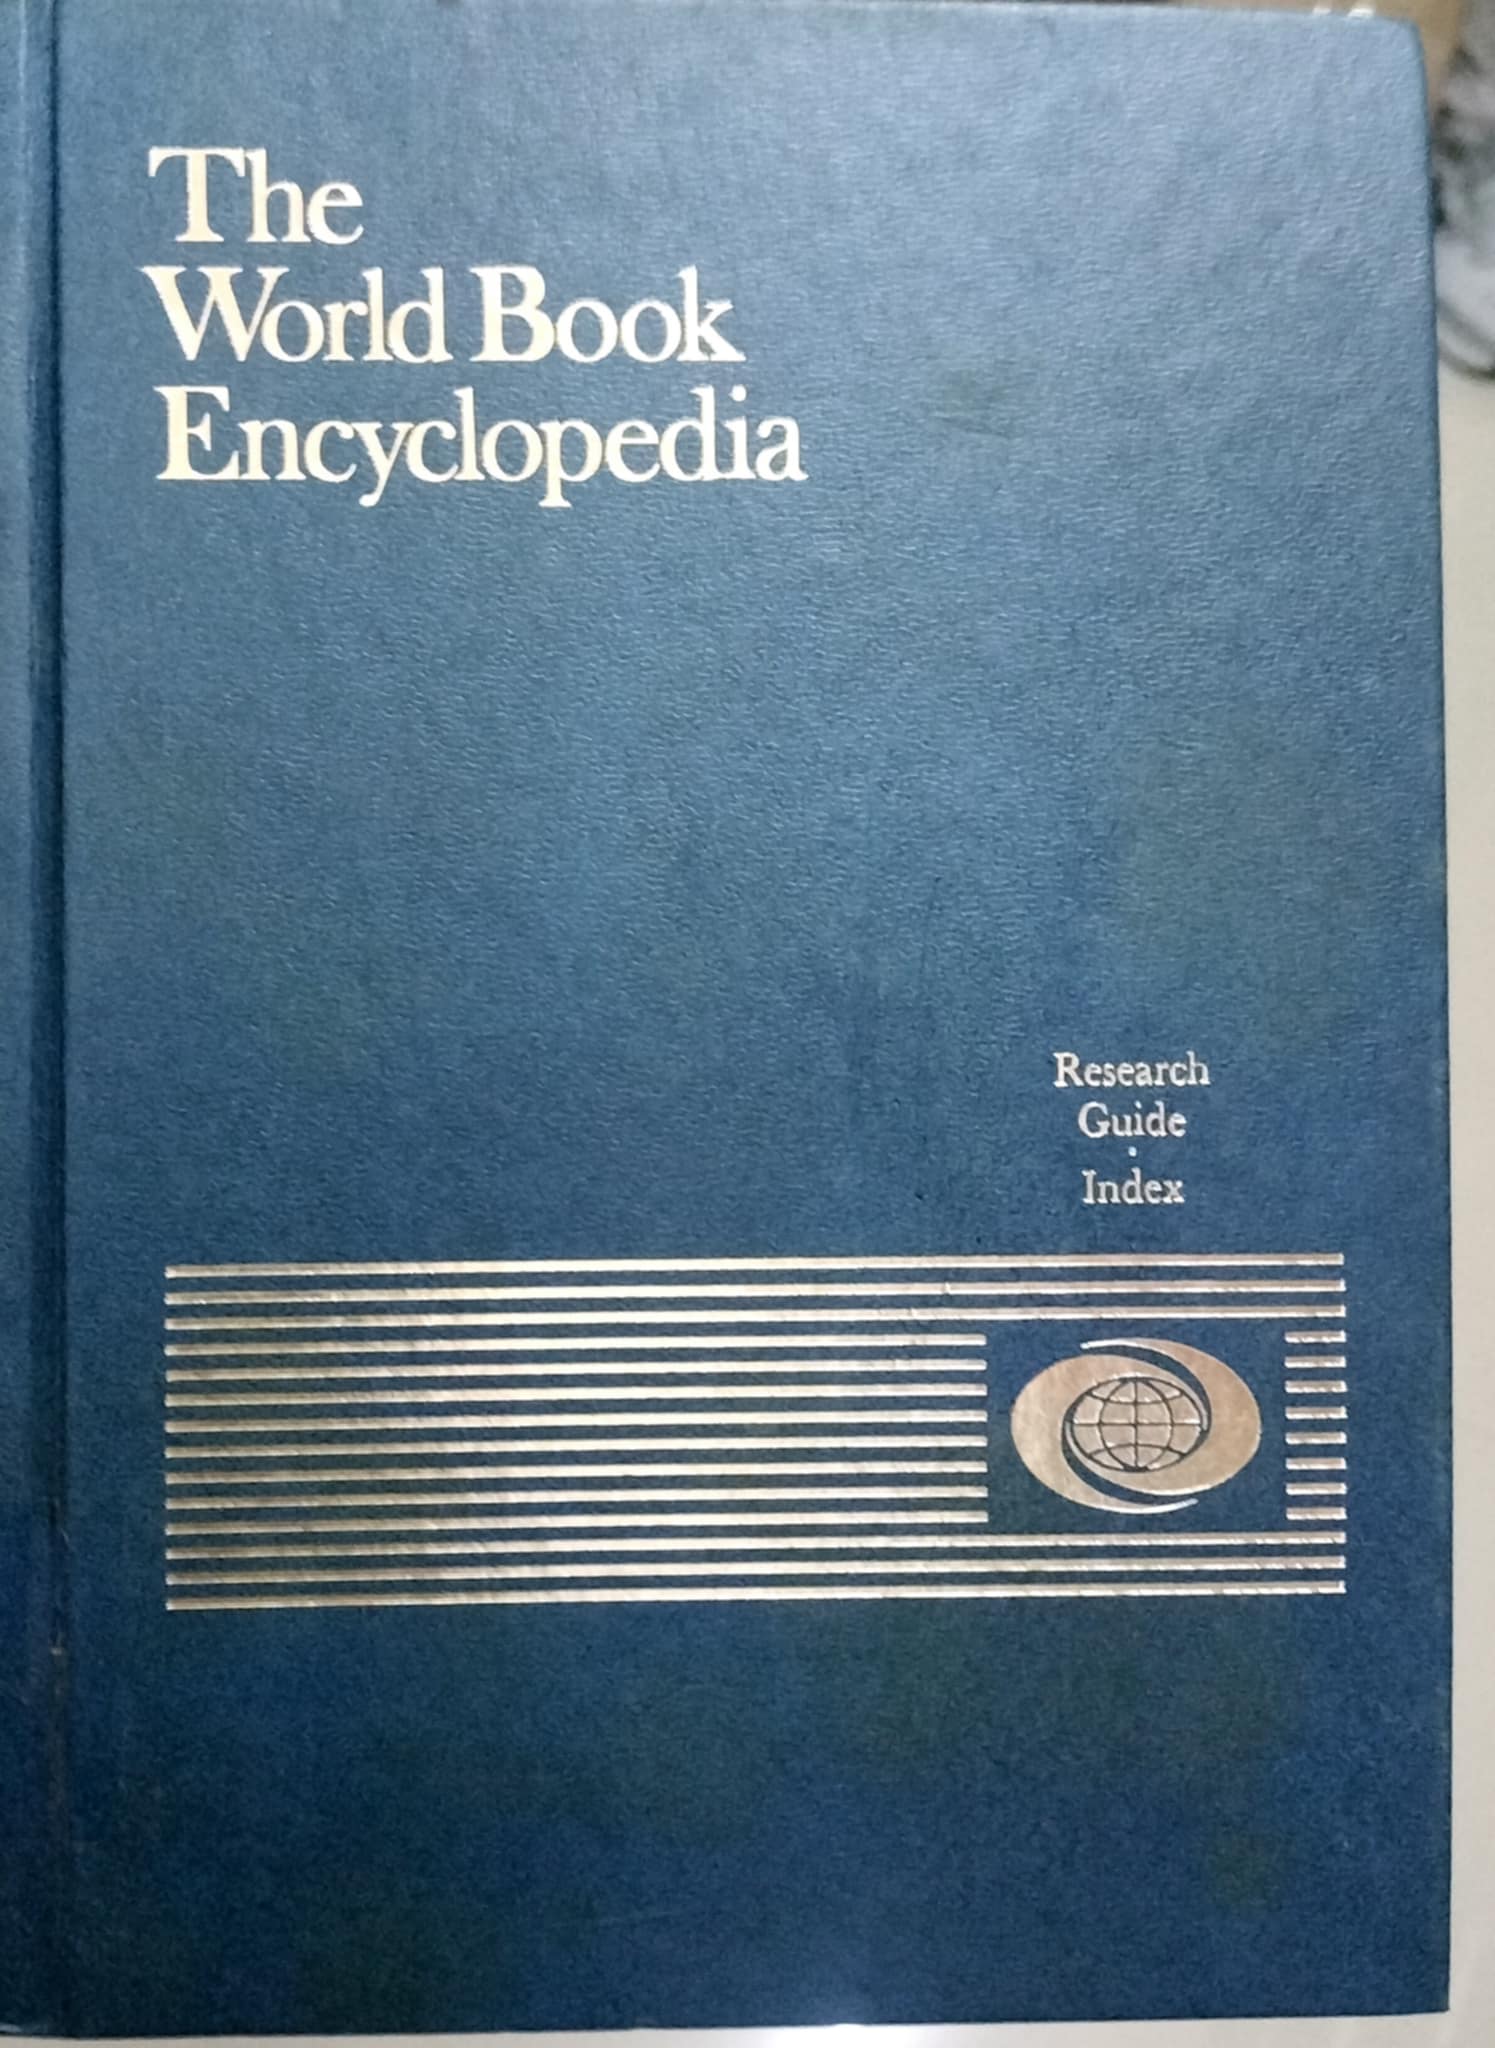 The
World Book
Encyclopedia
Research
Guide
·
Index